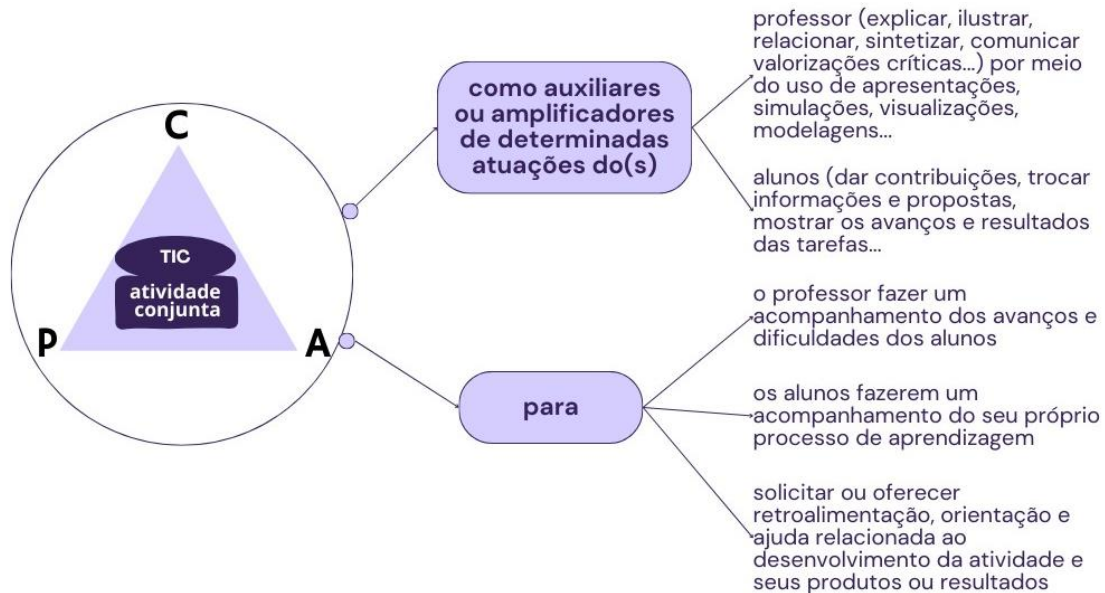 C
TIC
atividade
conjunta
P
A
como auxiliares
ou amplificadores
de determinadas
atuações do(s)
professor (explicar, ilustrar,
relacionar, sintetizar, comunicar
valorizações críticas...) por meio
do uso de apresentações,
simulações, visualizações,
modelagens...
alunos (dar contribuições, trocar
informações e propostas,
mostrar os avanços e resultados
das tarefas...
para
o professor fazer um
acompanhamento dos avanços e
dificuldades dos alunos
os alunos fazerem um
acompanhamento do seu próprio
processo de aprendizagem
solicitar ou oferecer
retroalimentação, orientação e
ajuda relacionada ao
desenvolvimento da atividade e
seus produtos ou resultados